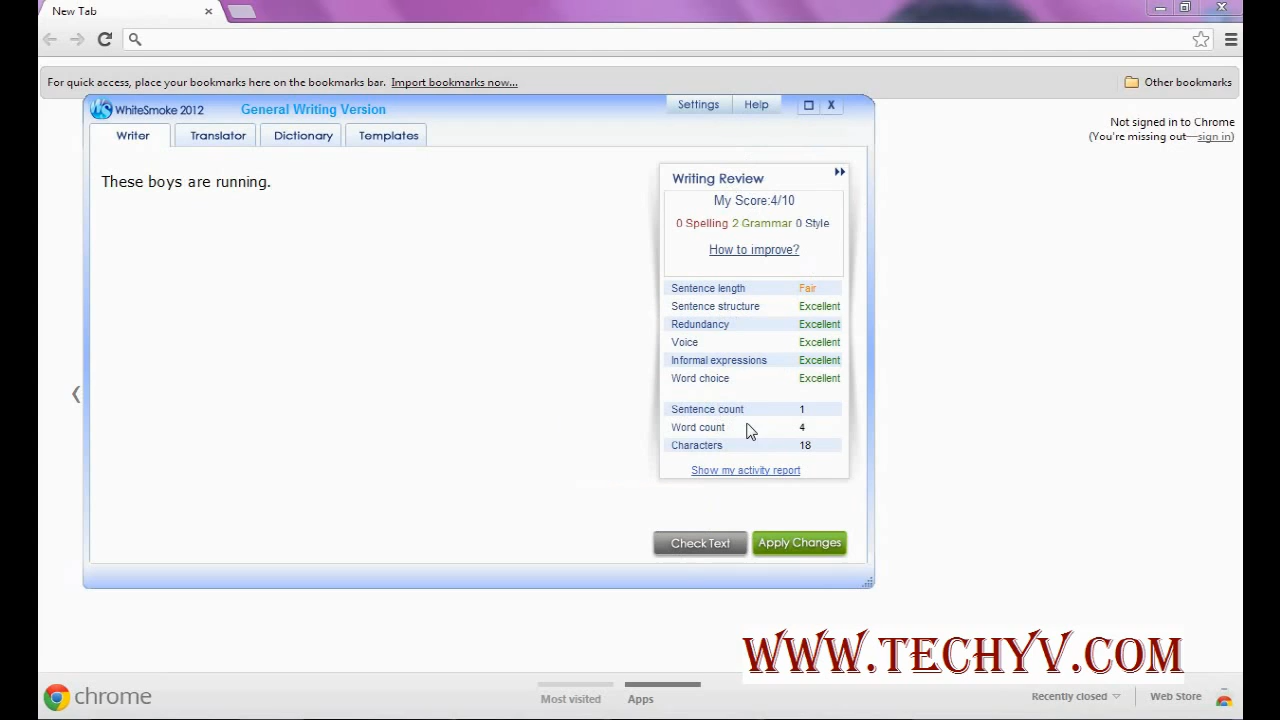 New Tab
For quick access, place your bookmarks here on the bookmarks bar. Import bookmarks now...
Other bookmarks
WhiteSmoke 2012 General Writing Version Settings Help X
Not signed in to Chrome
(You're missing out—sign in)
Writer Translator Dictionary Templates
These boys are running.
Writing Review
My Score:4/10
0 Spelling 2 Grammar 0 Style
How to improve?
Sentence length Fair
Sentence structure Excellent
Redundancy Excellent
Voice Excellent
Informal expressions Excellent
Word choice Excellent
Sentence count 1
Word count 4
Characters 18
Show my activity report
Check Text Apply Changes
WWW.TECHYV.COM
chrome
Most visited Apps
Recently closed Web Store